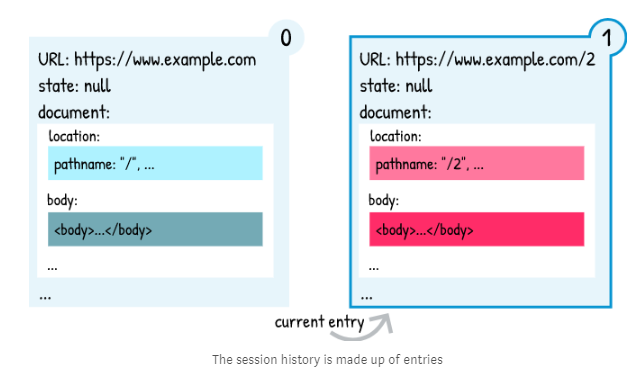 0
URL: https://www.example.com
state: null
document:
location:
pathname: "/", ...
body:
<body>...</body>
...
...
1
URL: https://www.example.com/2
state: null
document:
location:
pathname: "/2", ...
body:
<body>...</body>
...
...
current entry
The session history is made up of entries